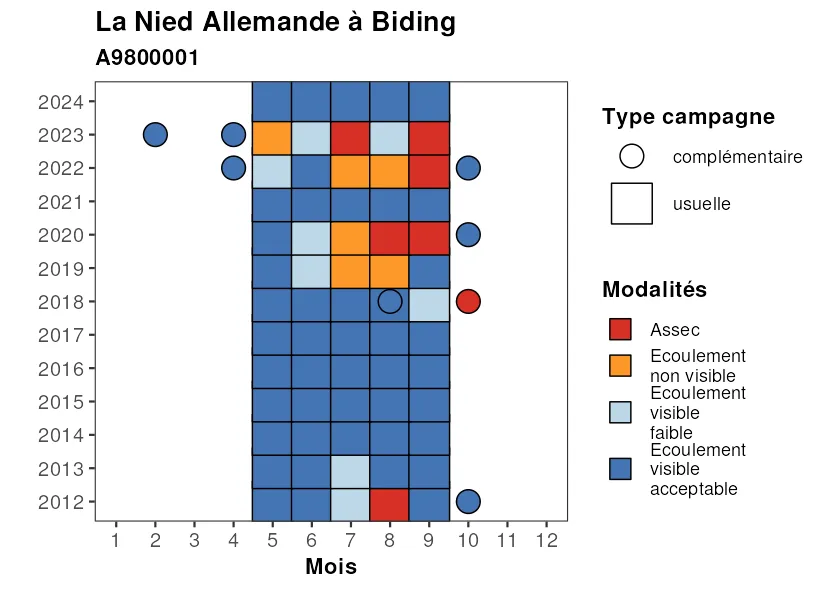 La Nied Allemande à Biding
A9800001
2024
2023
2022
2021
2020
2019
2018
2017
2016
2015
2014
2013
2012
1 2 3 4 5 6 7 8 9 10 11 12
Mois
Type campagne
complémentaire
usuelle
Modalités
Assec
Ecoulement
non visible
Ecoulement
visible
faible
Ecoulement
visible
acceptable